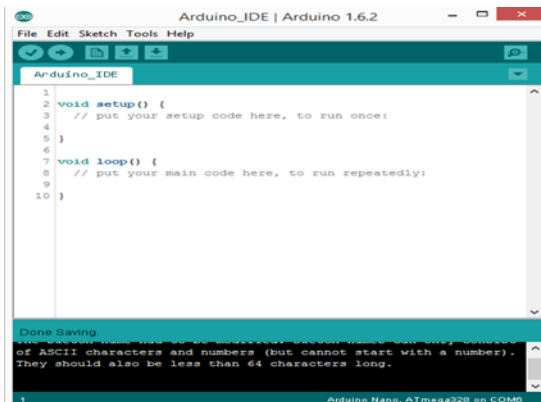 Arduino_IDE | Arduino 1.6.2
File Edit Sketch Tools Help
Arduino_IDE
1
2 void setup() {
3 // put your setup code here, to run once:
4
5 }
6
7 void loop() {
8 // put your main code here, to run repeatedly:
9
10 }
Done Saving.
of ASCII characters and numbers (but cannot start with a number).
They should also be less than 64 characters long.
1 Arduino Nano, ATmega328 on COM6